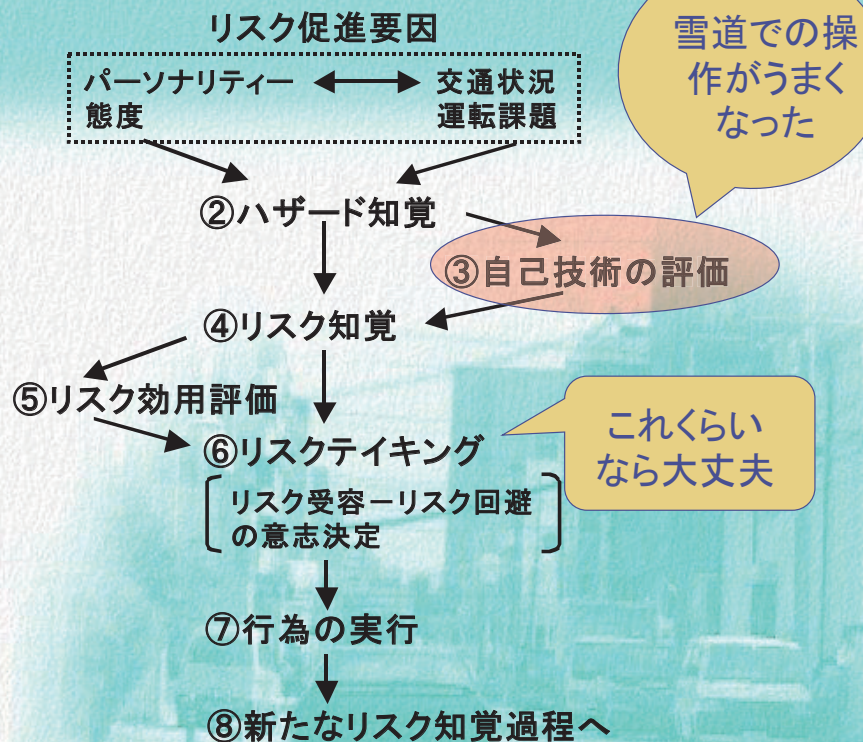 リスク促進要因
パーソナリティー
態度
交通状況
運転課題
雪道での操
作がうまく
なった
②ハザード知覚
③自己技術の評価
④リスク知覚
⑤リスク効用評価
⑥リスクテイキング
リスク受容ーリスク回避
の意志決定
これくらい
なら大丈夫
⑦行為の実行
⑧新たなリスク知覚過程へ